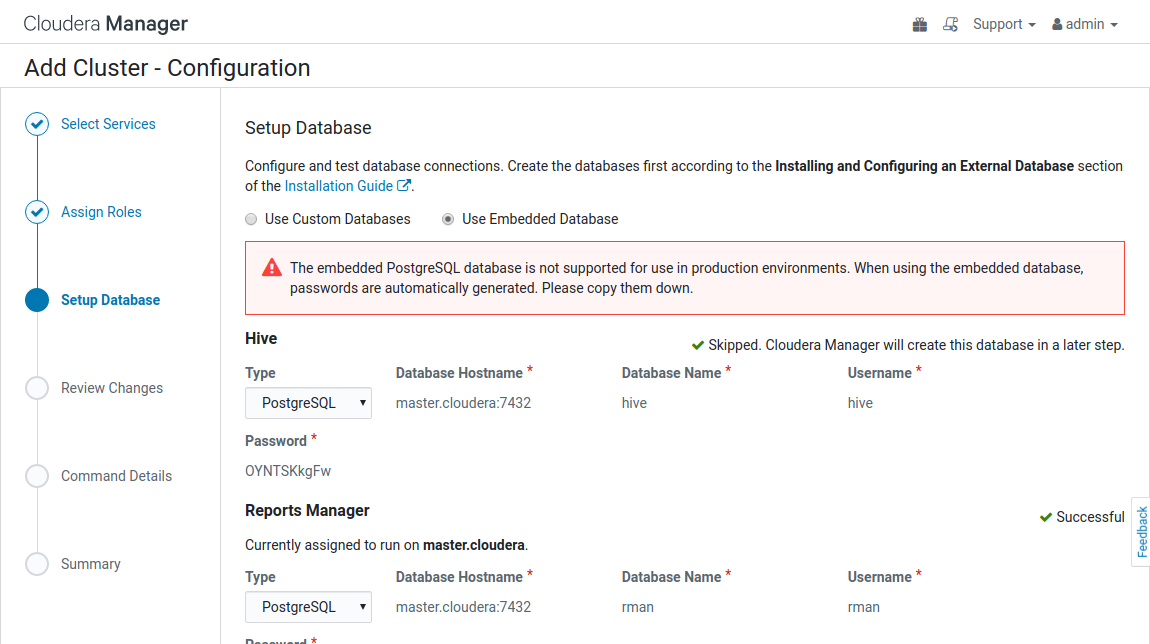 Cloudera Manager
Support
admin
Add Cluster - Configuration
Select Services
Assign Roles
Setup Database
Review Changes
Command Details
Summary
Setup Database
Configure and test database connections. Create the databases first according to the Installing and Configuring an External Database section
of the Installation Guide.
Use Custom Databases
Use Embedded Database
The embedded PostgreSQL database is not supported for use in production environments. When using the embedded database,
passwords are automatically generated. Please copy them down.
Hive
Skipped. Cloudera Manager will create this database in a later step.
Type Database Hostname * Database Name * Username *
PostgreSQL master.cloudera:7432 hive hive
Password *
OYNTSKkgFw
Reports Manager
Successful
Currently assigned to run on master.cloudera.
Type Database Hostname * Database Name * Username *
PostgreSQL master.cloudera:7432 rman rman
Password *
Feedback